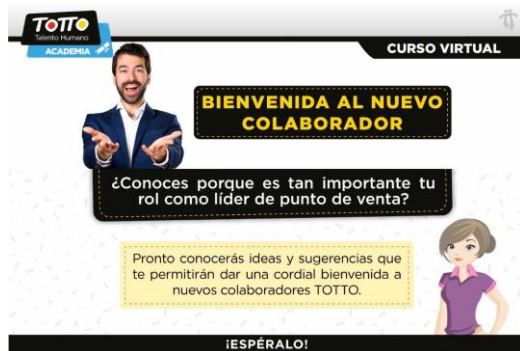 TOTTO
Talento Humano
ACADEMIA
CURSO VIRTUAL
BIENVENIDA AL NUEVO
COLABORADOR
¿Conoces porque es tan importante tu
rol como líder de punto de venta?
Pronto conocerás ideas y sugerencias que
te permitirán dar una cordial bienvenida a
nuevos colaboradores TOTTO.
¡ESPÉRALO!